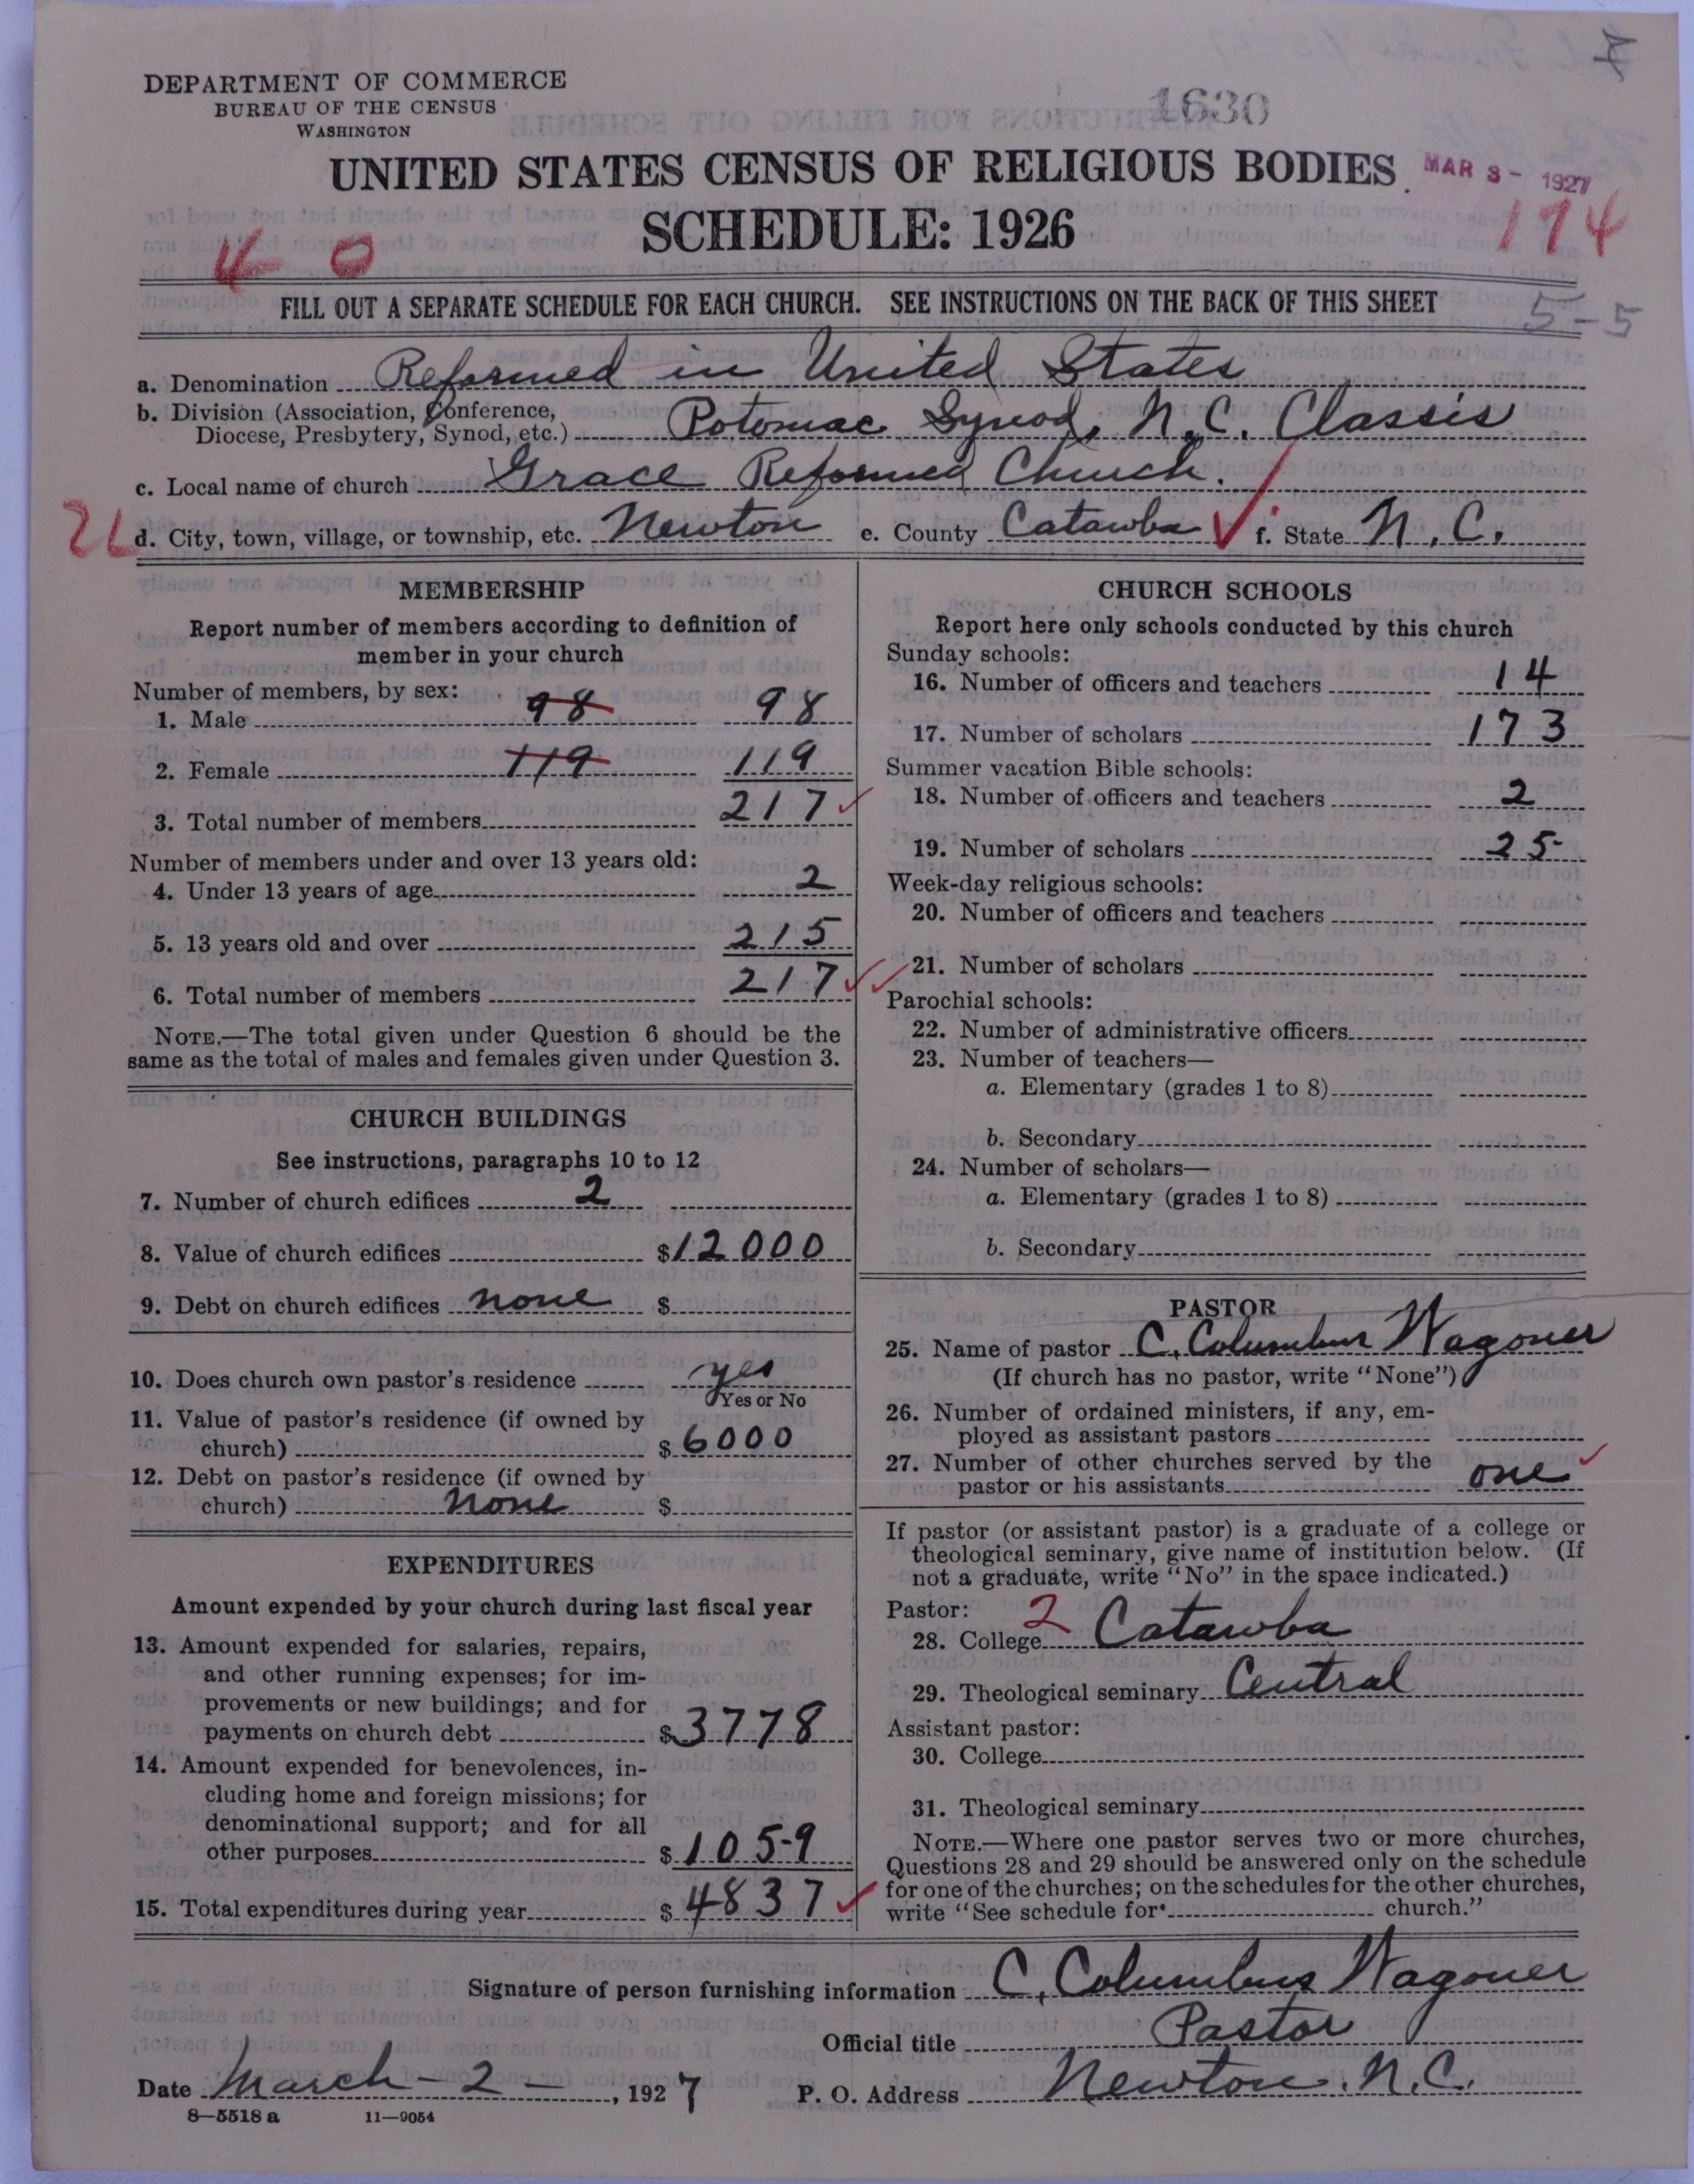 DEPARTMENT OF COMMERCE
BUREAU OF THE CENSUS
WASHINGTON
1630
UNITED STATES CENSUS OF RELIGIOUS BODIES
MAR 3 - 1927
SCHEDULE: 1926
194
40
FILL OUT A SEPARATE SCHEDULE FOR EACH CHURCH. SEE INSTRUCTIONS ON THE BACK OF THIS SHEET
5-5
a. Denomination Reformed in United States
b. Division (Association, Conference,
Diocese, Presbytery, Synod, etc.) Potomac Synod, N.C. Classis
c. Local name of church Grace Reformed Church.
d. City, town, village, or township, etc. Newton e. County Catawba f. State N.C.
MEMBERSHIP
Report number of members according to definition of
member in your church
Number of members, by sex:
1. Male 98 98
2. Female 119 119
3. Total number of members 217
Number of members under and over 13 years old:
4. Under 13 years of age 2
5. 13 years old and over 215
6. Total number of members 217
NOTE.—The total given under Question 6 should be the
same as the total of males and females given under Question 3.
CHURCH BUILDINGS
See instructions, paragraphs 10 to 12
7. Number of church edifices 2
8. Value of church edifices $12000
9. Debt on church edifices none $
10. Does church own pastor's residence yes
Yes or No
11. Value of pastor's residence (if owned by
church) $6000
12. Debt on pastor's residence (if owned by
church) none $
EXPENDITURES
Amount expended by your church during last fiscal year
13. Amount expended for salaries, repairs,
and other running expenses; for im-
provements or new buildings; and for
payments on church debt $3778
14. Amount expended for benevolences, in-
cluding home and foreign missions; for
denominational support; and for all
other purposes $1059
15. Total expenditures during year $4837
CHURCH SCHOOLS
Report here only schools conducted by this church
Sunday schools:
16. Number of officers and teachers 14
17. Number of scholars 173
Summer vacation Bible schools:
18. Number of officers and teachers 2
19. Number of scholars 25
Week-day religious schools:
20. Number of officers and teachers
21. Number of scholars
Parochial schools:
22. Number of administrative officers
23. Number of teachers—
a. Elementary (grades 1 to 8)
b. Secondary
24. Number of scholars—
a. Elementary (grades 1 to 8)
b. Secondary
PASTOR
25. Name of pastor C. Columbus Wagoner
(If church has no pastor, write "None")
26. Number of ordained ministers, if any, em-
ployed as assistant pastors
27. Number of other churches served by the
pastor or his assistants one
If pastor (or assistant pastor) is a graduate of a college or
theological seminary, give name of institution below. (If
not a graduate, write "No" in the space indicated.)
Pastor: 2
28. College Catawba
29. Theological seminary Central
Assistant pastor:
30. College
31. Theological seminary
NOTE.—Where one pastor serves two or more churches,
Questions 28 and 29 should be answered only on the schedule
for one of the churches; on the schedules for the other churches,
write "See schedule for church."
Signature of person furnishing information C. Columbus Wagoner
Official title Pastor
Date March-2-, 1927 P. O. Address Newton, N.C.
8—5518 a 11—9054